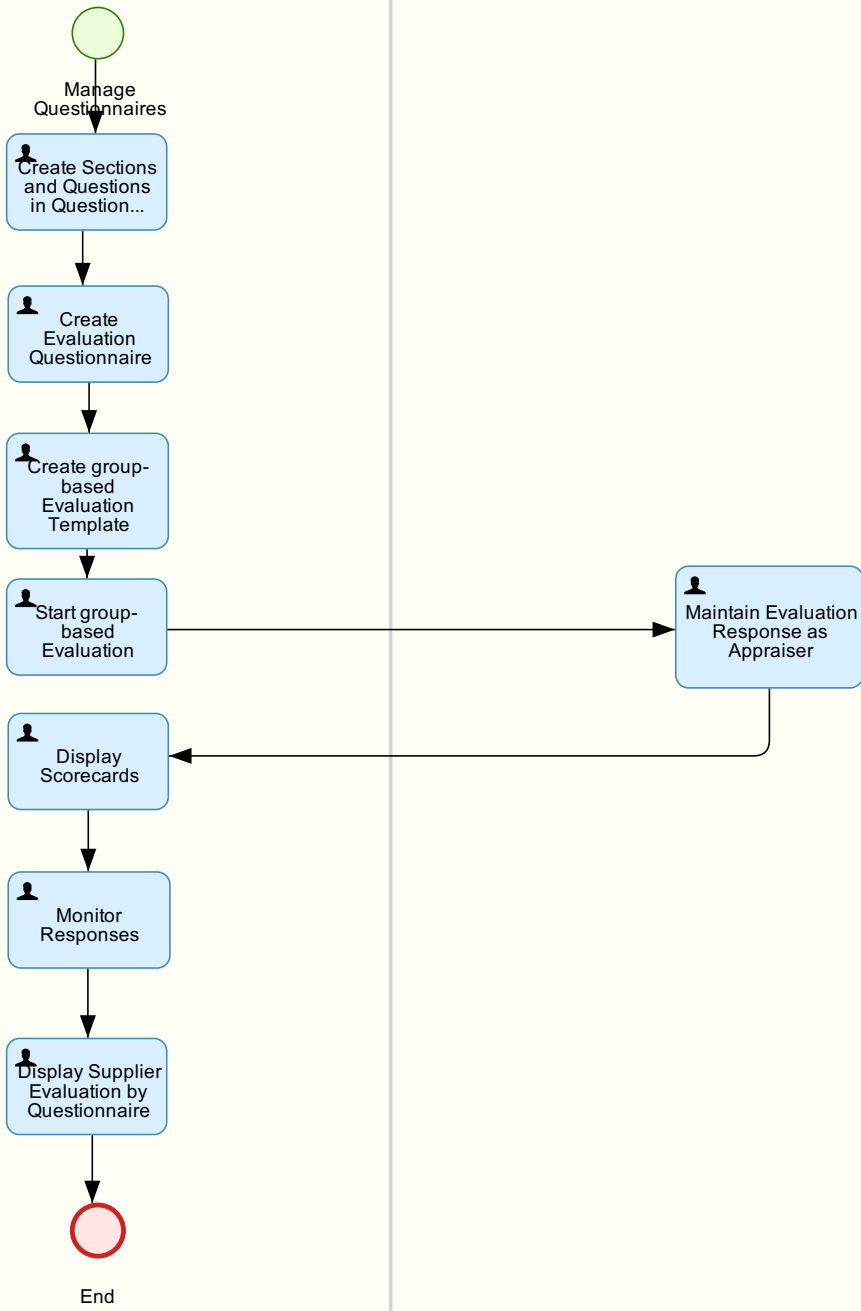 Manage
Questionnaires
Create Sections
and Questions
in Question...
Create
Evaluation
Questionnaire
Create group-
based
Evaluation
Template
Start group-
based
Evaluation
Maintain Evaluation
Response as
Appraiser
Display
Scorecards
Monitor
Responses
Display Supplier
Evaluation by
Questionnaire
End